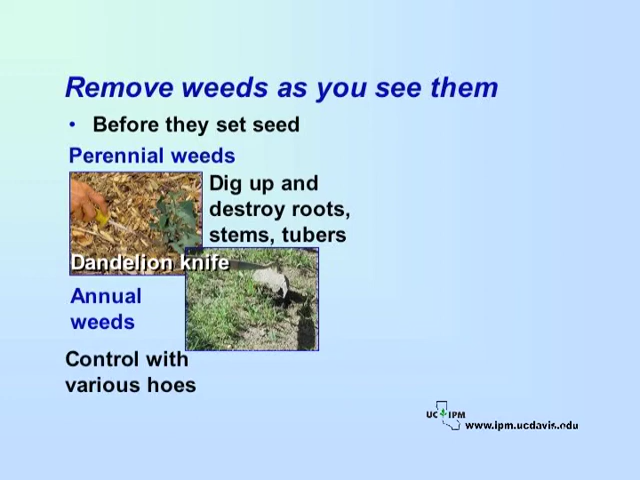 Remove weeds as you see them
• Before they set seed
Perennial weeds
Dig up and
destroy roots,
stems, tubers
Dandelion knife
Annual
weeds
Control with
various hoes
UC IPM
www.ipm.ucdavis.edu